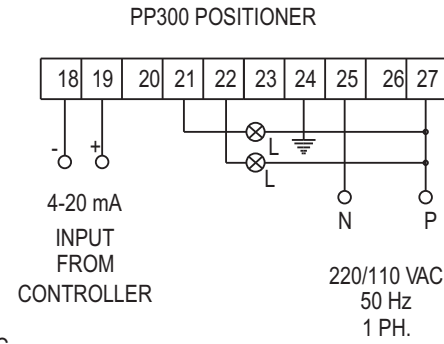 PP300 POSITIONER
18 19 20 21 22 23 24 25 26 27
- +
L
L
4-20 mA
INPUT
FROM
CONTROLLER
N P
220/110 VAC
50 Hz
1 PH.